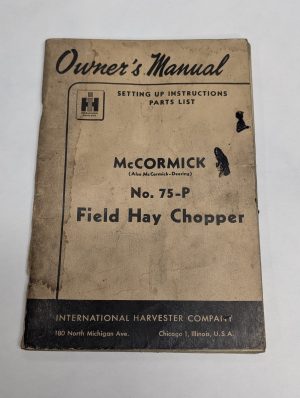 Owner's Manual
SETTING UP INSTRUCTIONS
PARTS LIST
McCORMICK
(Also McCormick-Deering)
No. 75-P
Field Hay Chopper
INTERNATIONAL HARVESTER COMPANY
180 North Michigan Ave. Chicago 1, Illinois, U.S.A.